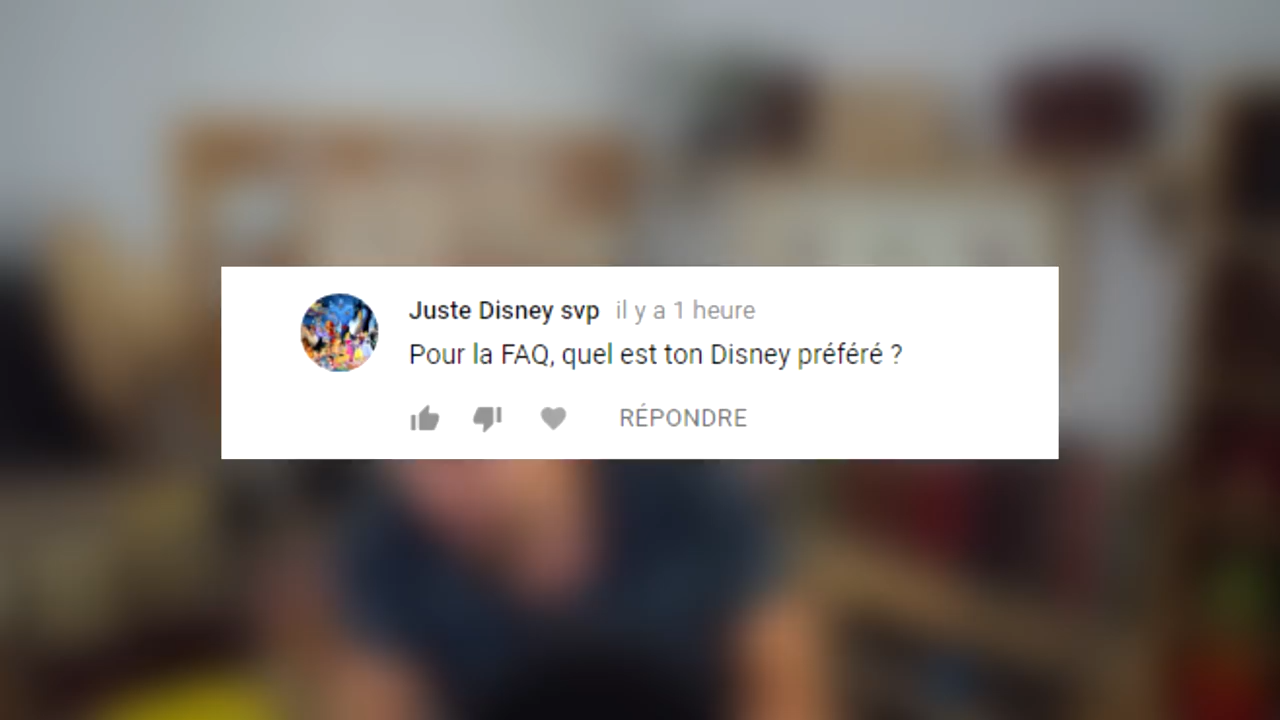 Juste Disney svp il y a 1 heure
Pour la FAQ, quel est ton Disney préféré ?
RÉPONDRE